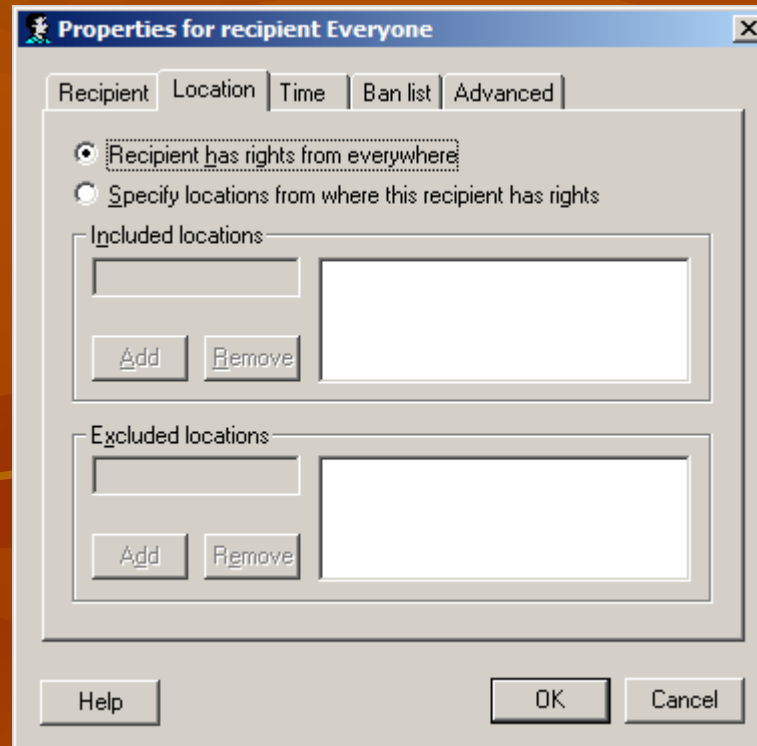 Properties for recipient Everyone
Recipient Location Time Ban list Advanced
Recipient has rights from everywhere
Specify locations from where this recipient has rights
Included locations
Add Remove
Excluded locations
Add Remove
Help OK Cancel